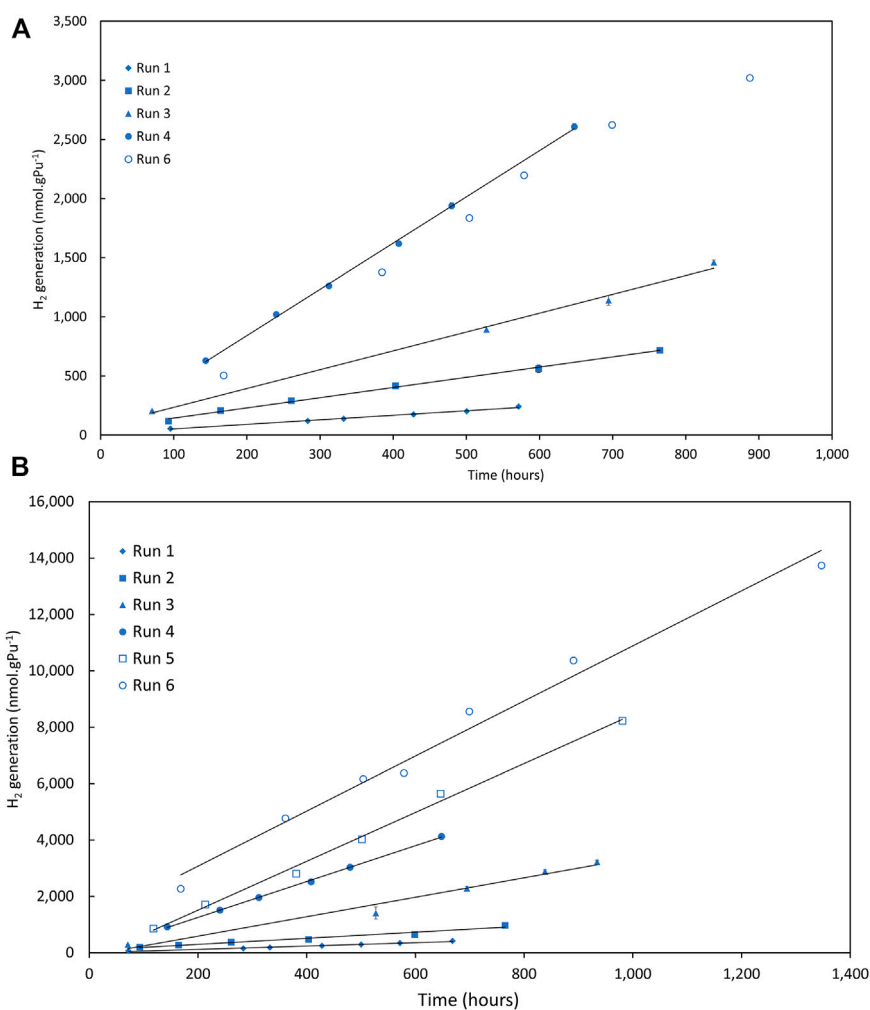 A
3,500
3,000
2,500
2,000
1,500
1,000
500
0
H2 generation (nmol.gPu-1)
Run 1
Run 2
Run 3
Run 4
Run 6
0 100 200 300 400 500 600 700 800 900 1,000
Time (hours)
B
16,000
14,000
12,000
10,000
8,000
6,000
4,000
2,000
0
H2 generation (nmol.gPu-1)
Run 1
Run 2
Run 3
Run 4
Run 5
Run 6
0 200 400 600 800 1,000 1,200 1,400
Time (hours)